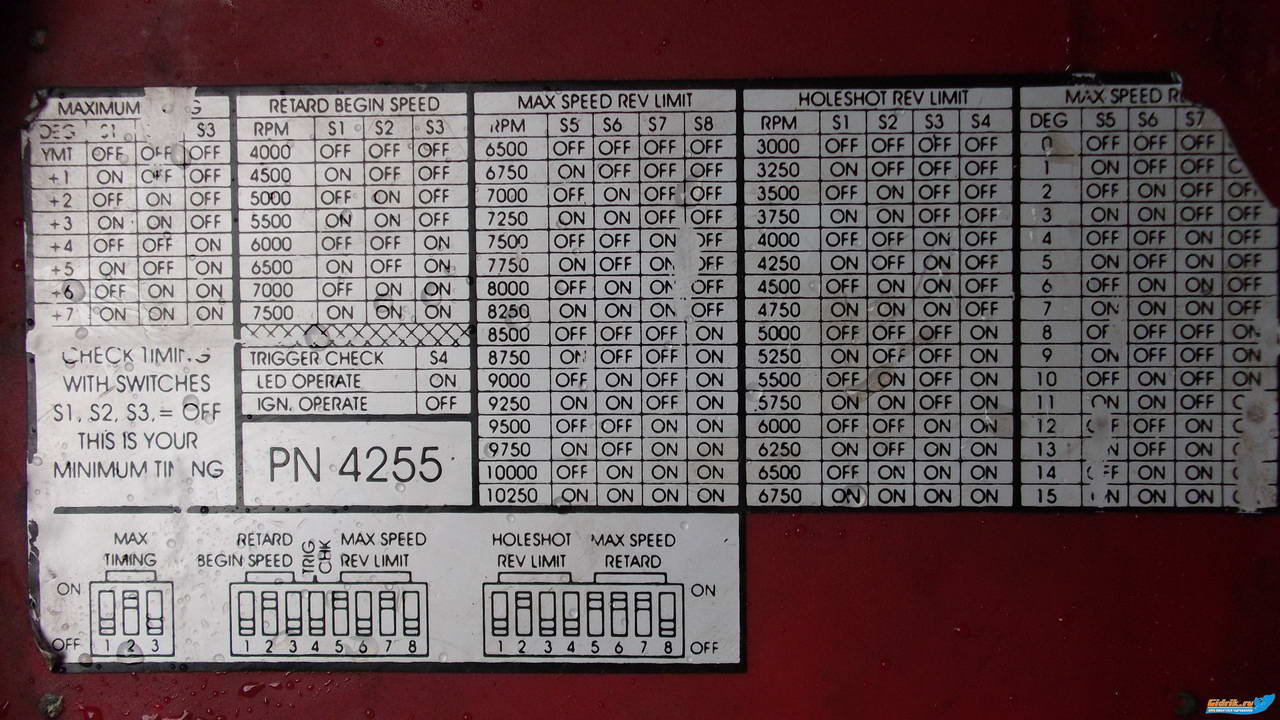 MAXIMUM
DEG S1 S3
YMT OFF OFF OFF
+1 ON OFF OFF
+2 OFF ON OFF
+3 ON ON OFF
+4 OFF OFF ON
+5 ON OFF ON
+6 OFF ON ON
+7 ON ON ON
CHECK TIMING
WITH SWITCHES
S1, S2, S3, = OFF
THIS IS YOUR
MINIMUM TIMING
RETARD BEGIN SPEED
RPM S1 S2 S3
4000 OFF OFF OFF
4500 ON OFF OFF
5000 OFF ON OFF
5500 ON ON OFF
6000 OFF OFF ON
6500 ON OFF ON
7000 OFF ON ON
7500 ON ON ON
TRIGGER CHECK S4
LED OPERATE ON
IGN. OPERATE OFF
PN 4255
MAX SPEED REV LIMIT
RPM S5 S6 S7 S8
6500 OFF OFF OFF OFF
6750 ON OFF OFF OFF
7000 OFF ON OFF OFF
7250 ON ON OFF OFF
7500 OFF OFF ON OFF
7750 ON OFF ON OFF
8000 OFF ON ON OFF
8250 ON ON ON OFF
8500 OFF OFF OFF ON
8750 ON OFF OFF ON
9000 OFF ON OFF ON
9250 ON ON OFF ON
9500 OFF OFF ON ON
9750 ON OFF ON ON
10000 OFF ON ON ON
10250 ON ON ON ON
HOLESHOT REV LIMIT
RPM S1 S2 S3 S4
3000 OFF OFF OFF OFF
3250 ON OFF OFF OFF
3500 OFF ON OFF OFF
3750 ON ON OFF OFF
4000 OFF OFF ON OFF
4250 ON OFF ON OFF
4500 OFF ON ON OFF
4750 ON ON ON OFF
5000 OFF OFF OFF ON
5250 ON OFF OFF ON
5500 OFF ON OFF ON
5750 ON ON OFF ON
6000 OFF OFF ON ON
6250 ON OFF ON ON
6500 OFF ON ON ON
6750 ON ON ON ON
MAX SPEED
DEG S5 S6 S7
0 OFF OFF OFF
1 ON OFF OFF
2 OFF ON OFF
3 ON ON OFF OFF
4 OFF OFF ON OFF
5 ON OFF ON OFF
6 OFF ON ON OFF
7 ON ON ON OFF
8 OFF OFF OFF ON
9 ON OFF OFF ON
10 OFF ON OFF ON
11 ON ON OFF
12 OFF ON
13 OFF ON
14 OFF ON ON
15 ON ON ON
MAX
TIMING
ON
OFF
1 2 3
RETARD
BEGIN SPEED
TRIG
CHK
MAX SPEED
REV LIMIT
1 2 3 4 5 6 7 8
HOLESHOT
REV LIMIT
MAX SPEED
RETARD
ON
OFF
1 2 3 4 5 6 7 8
Gidrik.ru